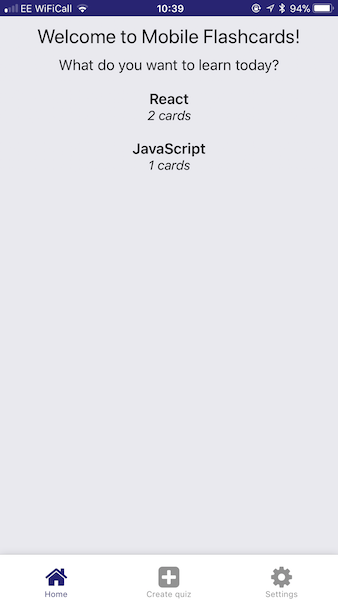 EE WiFiCall 10:39 94%
Welcome to Mobile Flashcards!
What do you want to learn today?
React
2 cards
JavaScript
1 cards
Home Create quiz Settings